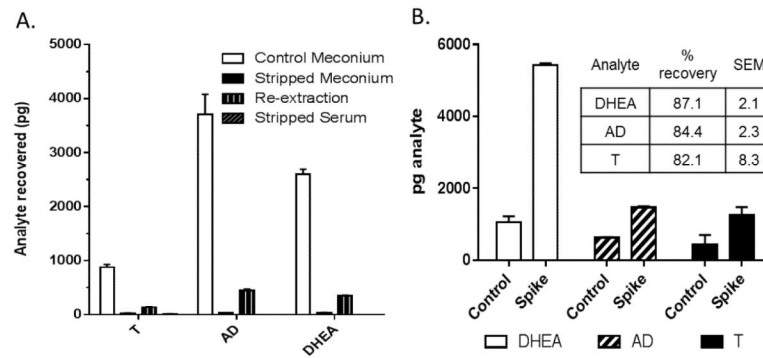 A.
Analyte recovered (pg)
5000
4000
3000
2000
1000
0
Control Meconium
Stripped Meconium
Re-extraction
Stripped Serum
T
AD
DHEA
B.
pg analyte
6000
4000
2000
0
Analyte % recovery SEM
DHEA 87.1 2.1
AD 84.4 2.3
T 82.1 8.3
Control Spike Control Spike Control Spike
DHEA AD T